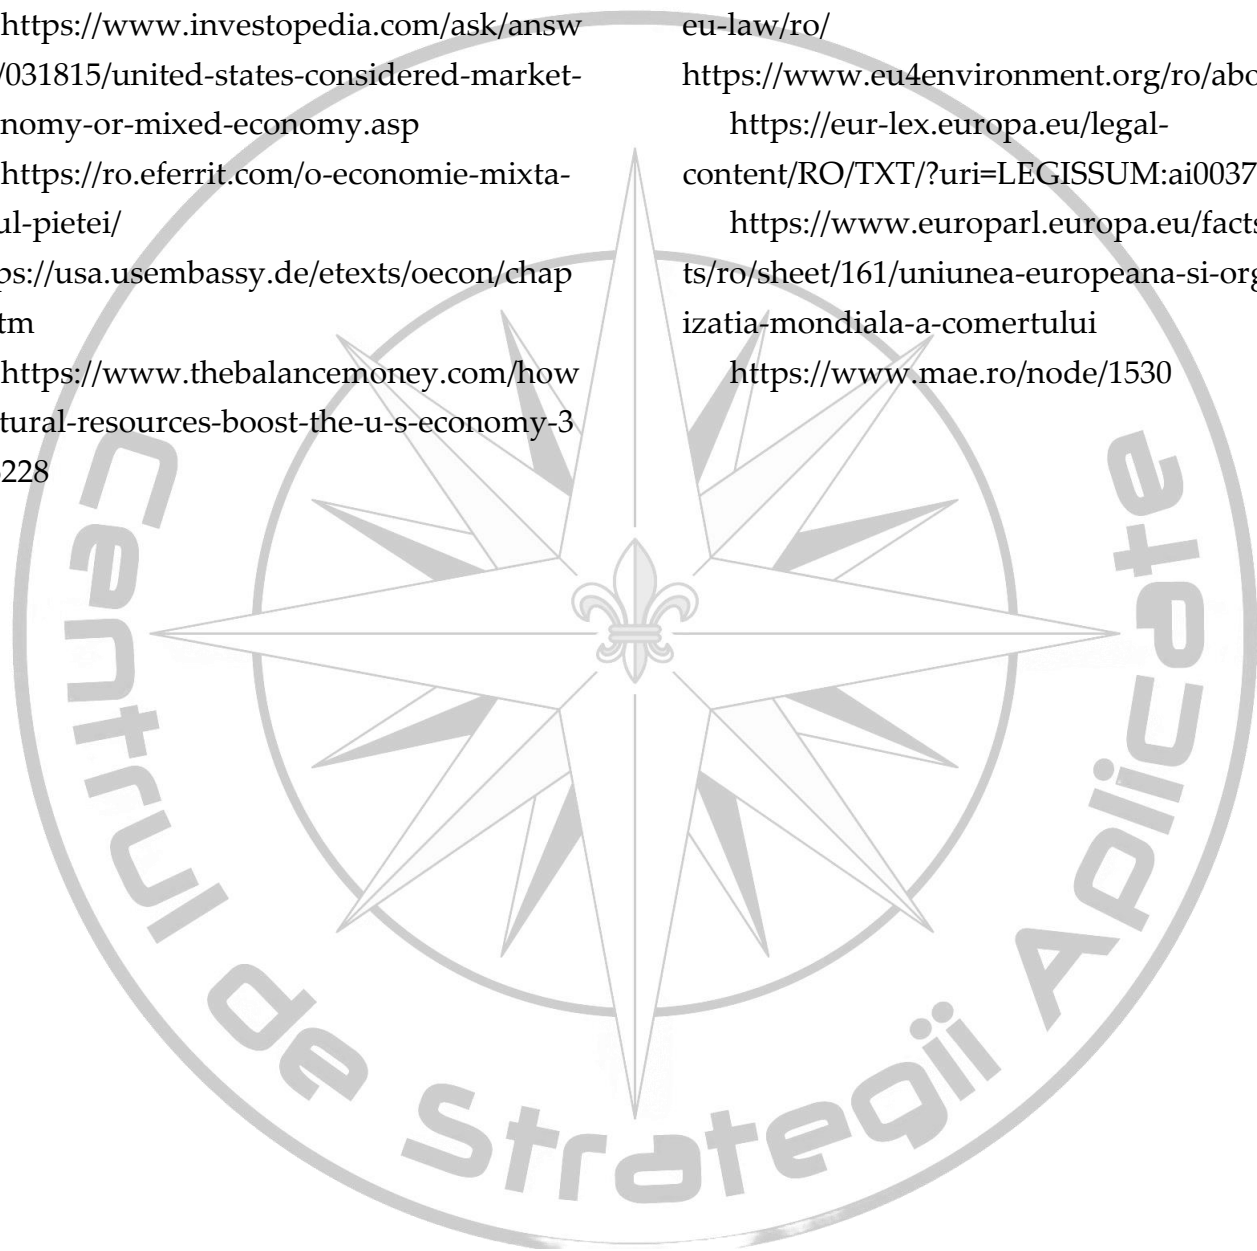 https://www.investopedia.com/ask/answ
/031815/united-states-considered-market-
nomy-or-mixed-economy.asp
https://ro.eferrit.com/o-economie-mixta-
ul-pietei/
ps://usa.usembassy.de/etexts/oecon/chap
tm
https://www.thebalancemoney.com/how
tural-resources-boost-the-u-s-economy-3
228
eu-law/ro/
https://www.eu4environment.org/ro/abo
https://eur-lex.europa.eu/legal-
content/RO/TXT/?uri=LEGISSUM:ai0037
https://www.europarl.europa.eu/facts
ts/ro/sheet/161/uniunea-europeana-si-org
izatia-mondiala-a-comertului
https://www.mae.ro/node/1530
Centrul de Strategii Aplicate